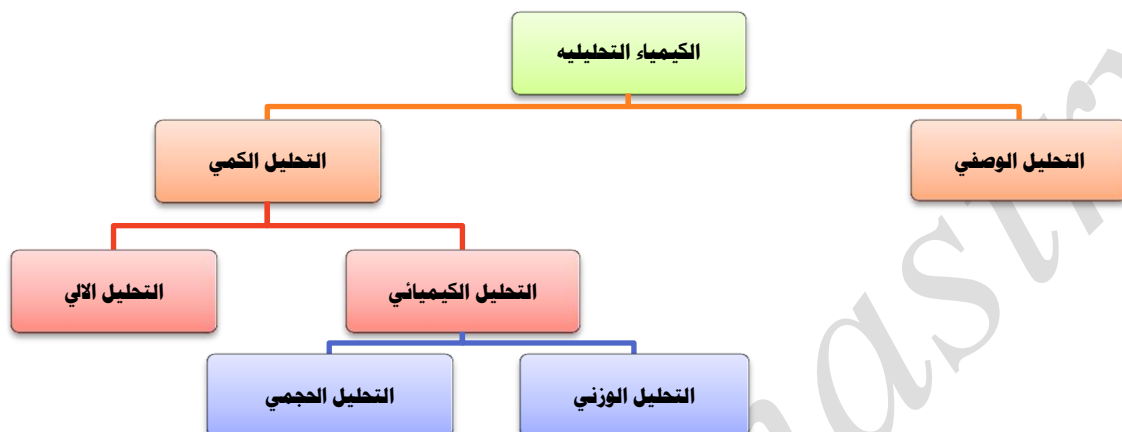 الكيمياء التحليليه
التحليل الوصفي
التحليل الكمي
التحليل الكيميائي
التحليل الالي
التحليل الوزني
التحليل الحجمي